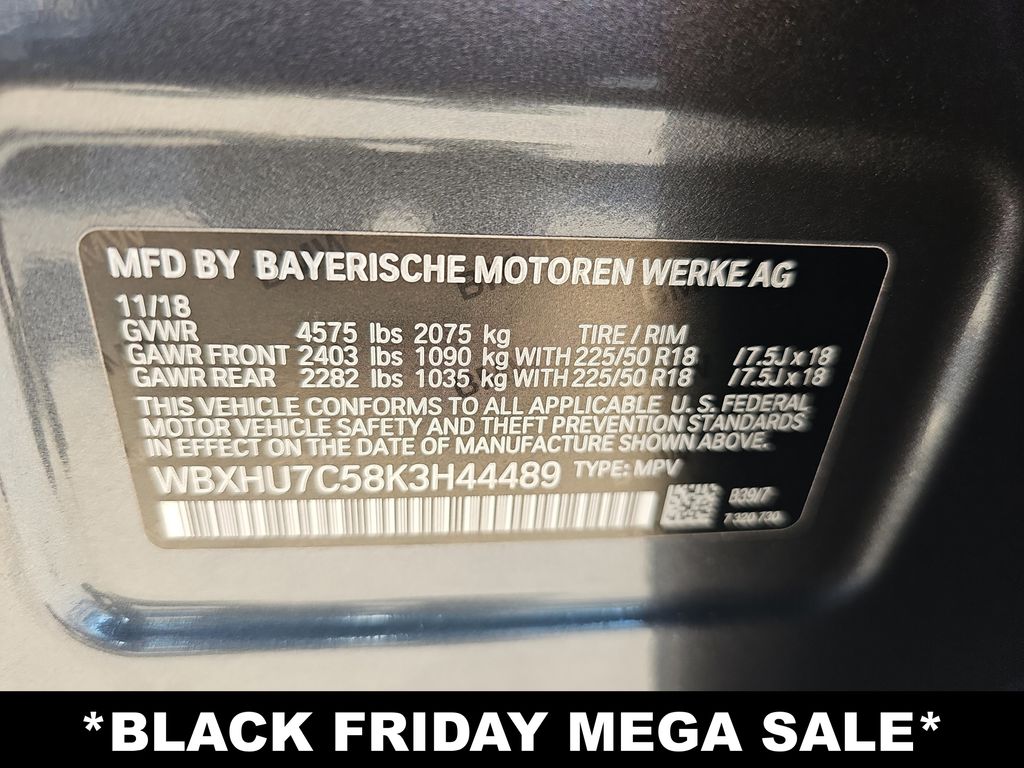 MFD BY BAYERISCHE MOTOREN WERKE AG
11/18
GVWR 4575 lbs 2075 kg TIRE / RIM
GAWR FRONT 2403 lbs 1090 kg WITH 225/50 R18 /7.5J x 18
GAWR REAR 2282 lbs 1035 kg WITH 225/50 R18 /7.5J x 18
THIS VEHICLE CONFORMS TO ALL APPLICABLE U. S. FEDERAL
MOTOR VEHICLE SAFETY AND THEFT PREVENTION STANDARDS
IN EFFECT ON THE DATE OF MANUFACTURE SHOWN ABOVE.
WBXHU7C58K3H44489 TYPE: MPV
B39/7
7 320 730
*BLACK FRIDAY MEGA SALE*